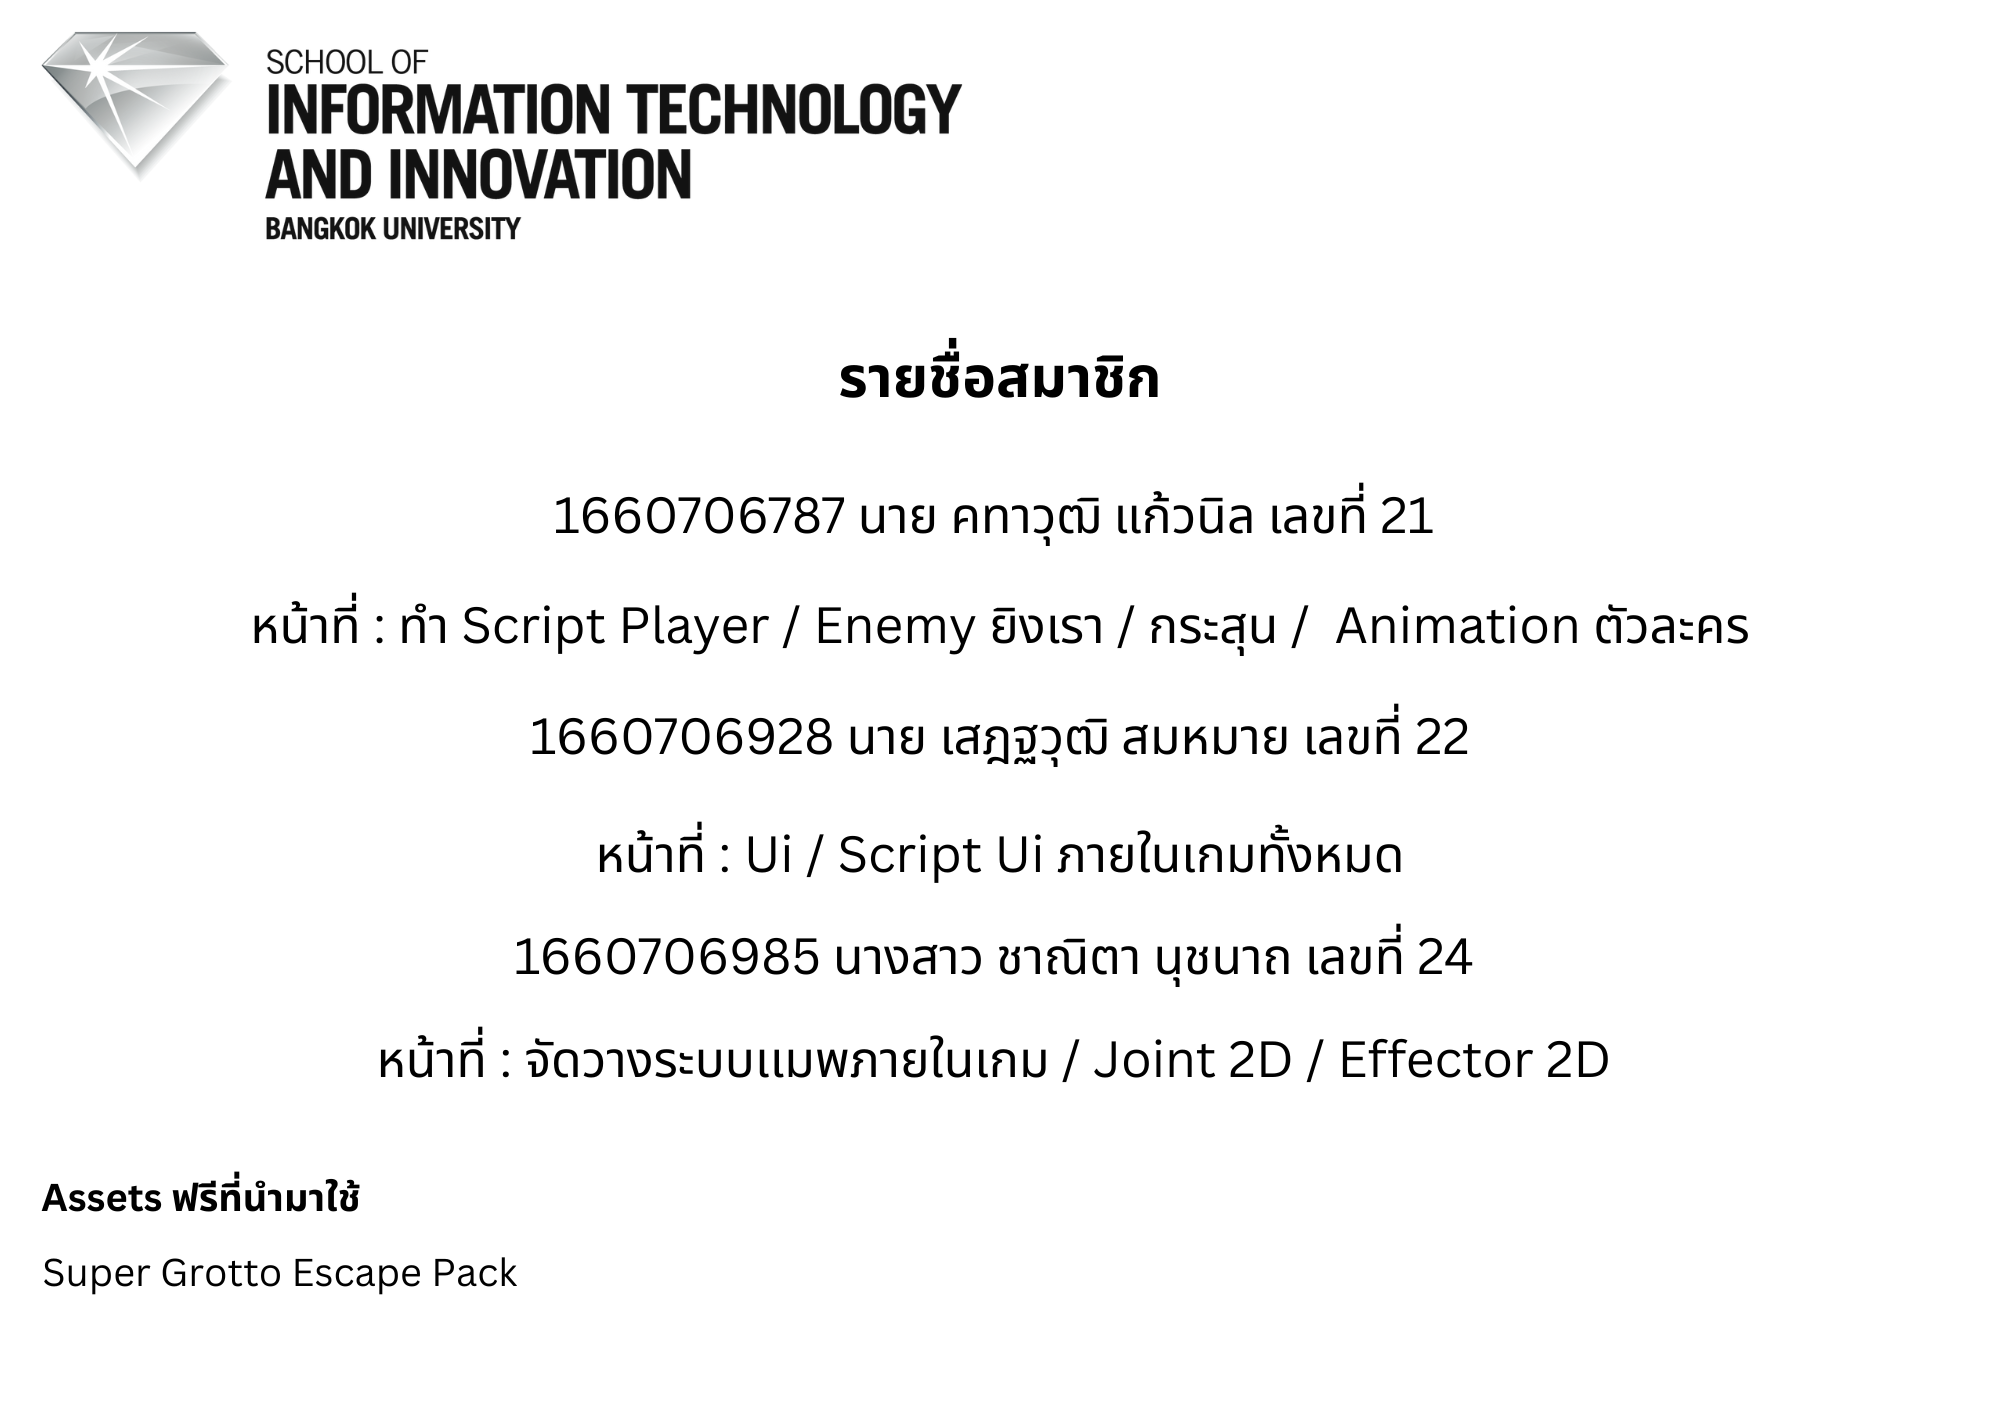 SCHOOL OF
INFORMATION TECHNOLOGY
AND INNOVATION
BANGKOK UNIVERSITY
รายชื่อสมาชิก
1660706787 นาย คทาวุฒิ แก้วนิล เลขที่ 21
หน้าที่ : ทำ Script Player / Enemy ยิงเรา / กระสุน / Animation ตัวละคร
1660706928 นาย เสฎฐวุฒิ สมหมาย เลขที่ 22
หน้าที่ : Ui / Script Ui ภายในเกมทั้งหมด
1660706985 นางสาว ชาณิตา นุชนาถ เลขที่ 24
หน้าที่ : จัดวางระบบแมพภายในเกม / Joint 2D / Effector 2D
Assets ฟรีที่นำมาใช้
Super Grotto Escape Pack